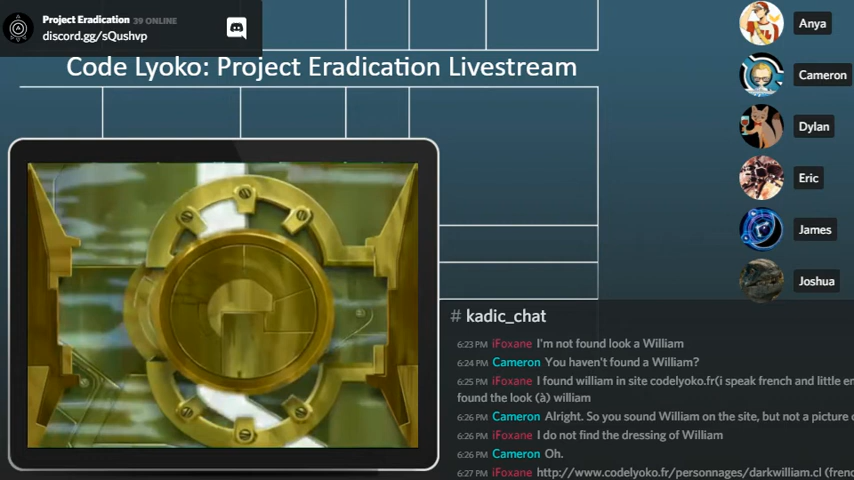 Project Eradication 39 ONLINE
discord.gg/sQushvp
Code Lyoko: Project Eradication Livestream
Anya
Cameron
Dylan
Eric
James
Joshua
# kadic_chat
6:23 PM iFoxane I'm not found look a William
6:24 PM Cameron You haven't found a William?
6:25 PM iFoxane I found william in site codelyoko.fr(i speak french and little en
found the look (à) william
6:26 PM Cameron Alright. So you sound William on the site, but not a picture o
6:26 PM iFoxane I do not find the dressing of William
6:26 PM Cameron Oh.
6:27 PM iFoxane http://www.codelyoko.fr/personnages/darkwilliam.cl (frenc